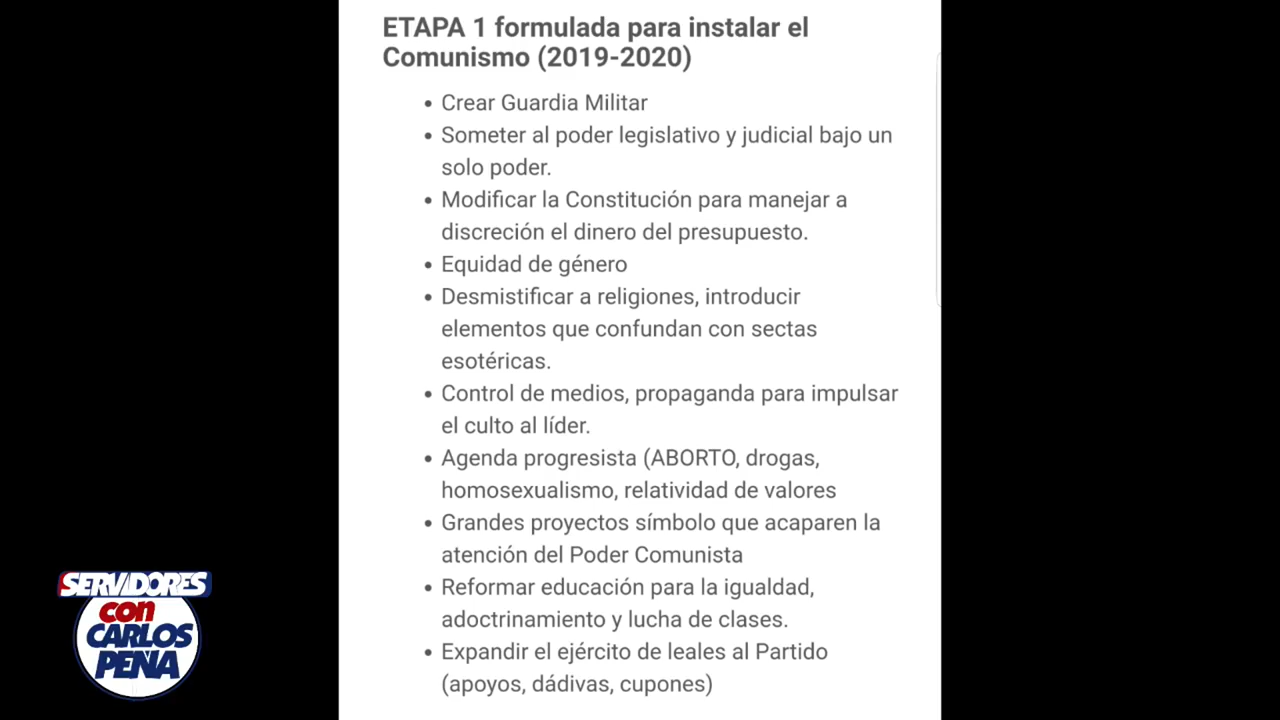 ETAPA 1 formulada para instalar el
Comunismo (2019-2020)
• Crear Guardia Militar
• Someter al poder legislativo y judicial bajo un
solo poder.
• Modificar la Constitución para manejar a
discreción el dinero del presupuesto.
• Equidad de género
• Desmistificar a religiones, introducir
elementos que confundan con sectas
esotéricas.
• Control de medios, propaganda para impulsar
el culto al líder.
• Agenda progresista (ABORTO, drogas,
homosexualismo, relatividad de valores
• Grandes proyectos símbolo que acaparen la
atención del Poder Comunista
• Reformar educación para la igualdad,
adoctrinamiento y lucha de clases.
• Expandir el ejército de leales al Partido
(apoyos, dádivas, cupones)
SERVIDORES
con
CARLOS
PEÑA